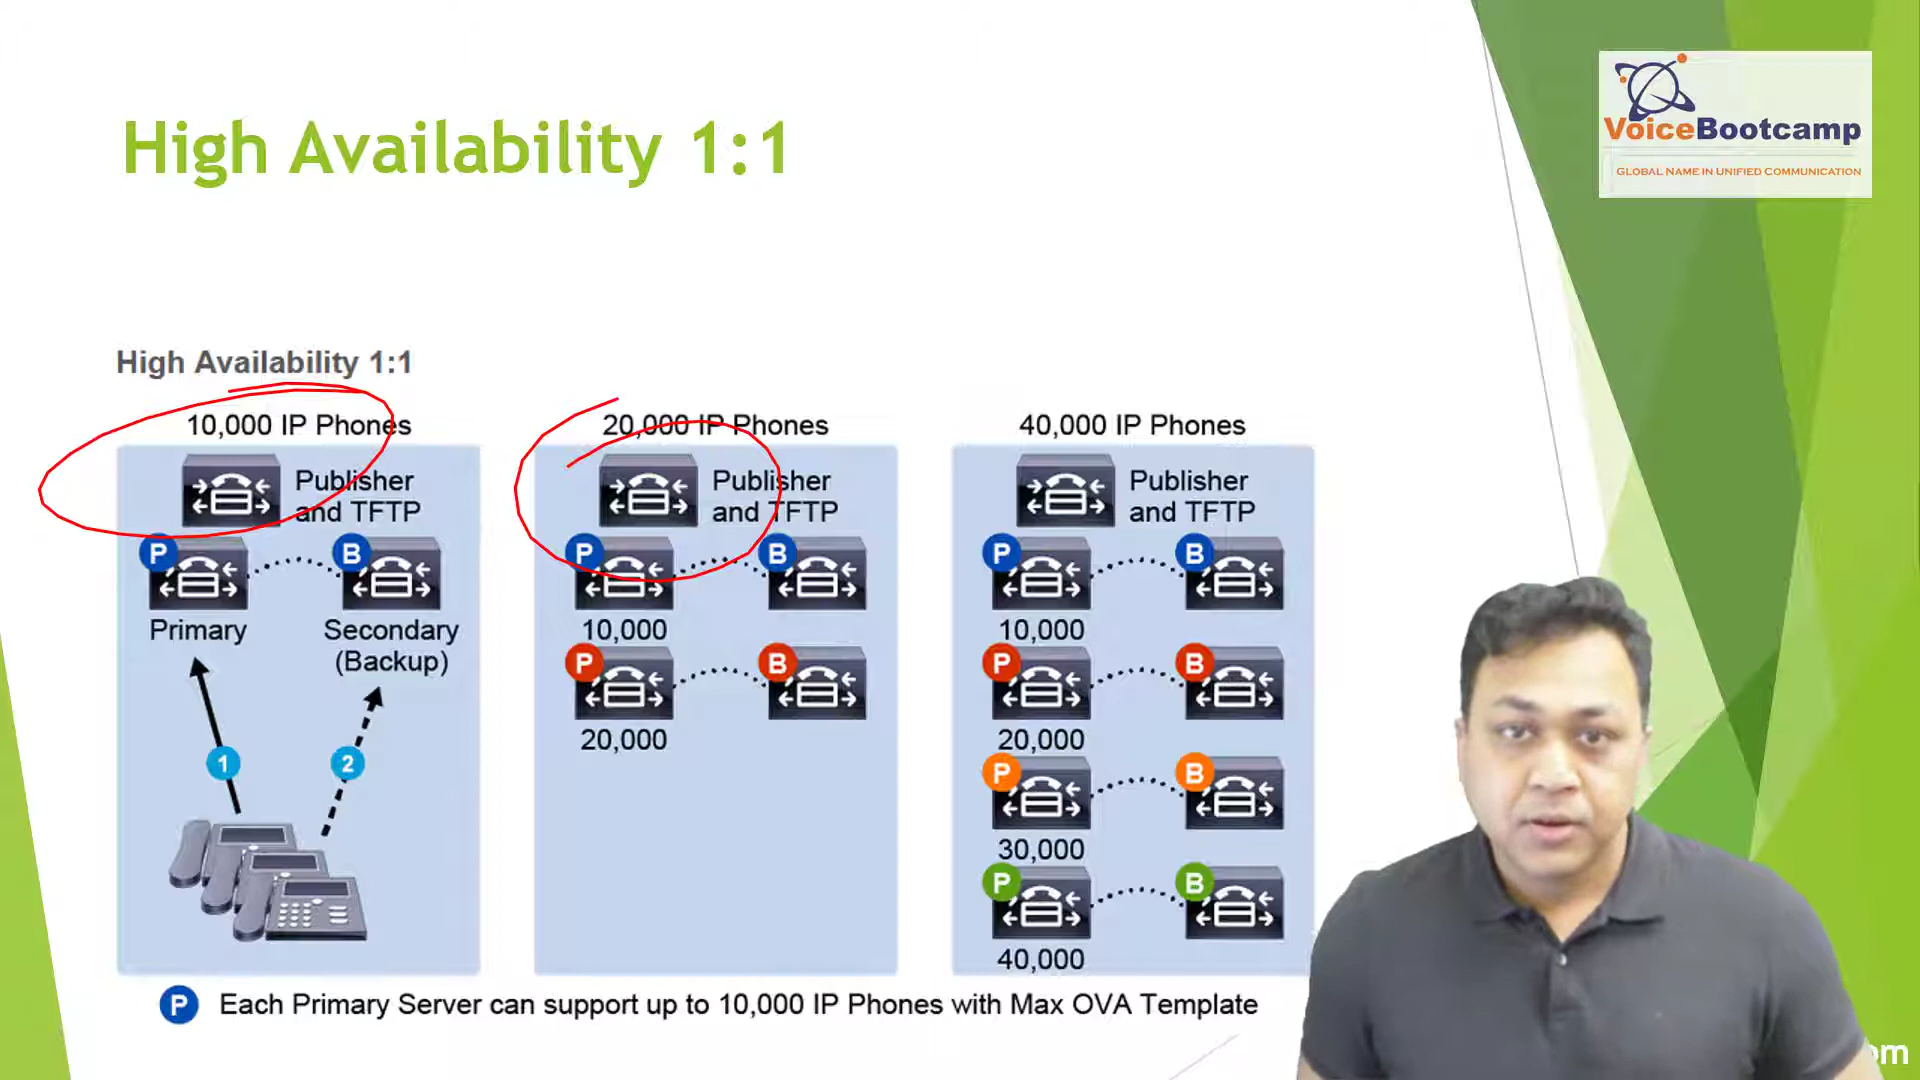 High Availability 1:1
VoiceBootcamp
GLOBAL NAME IN UNIFIED COMMUNICATION
High Availability 1:1
10,000 IP Phones
Publisher
and TFTP
P
B
Primary
Secondary
(Backup)
1
2
20,000 IP Phones
Publisher
and TFTP
P
B
10,000
P
B
20,000
40,000 IP Phones
Publisher
and TFTP
P
B
10,000
P
B
20,000
P
B
30,000
P
B
40,000
P Each Primary Server can support up to 10,000 IP Phones with Max OVA Template